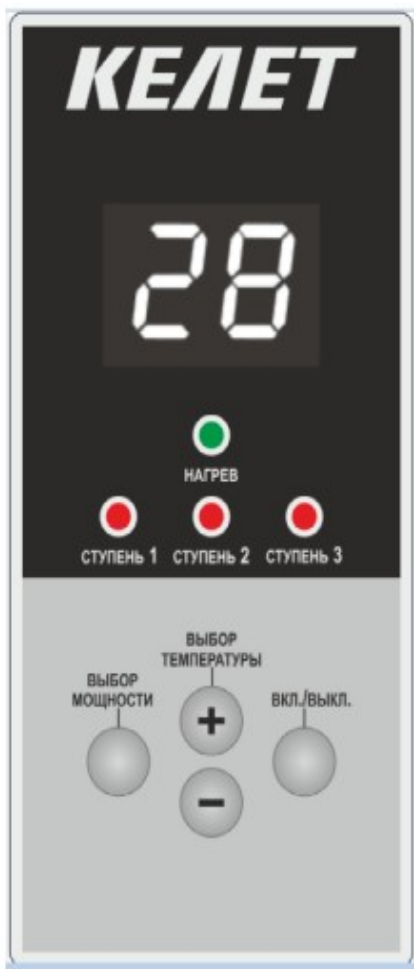 КЕЛЕТ
28
НАГРЕВ
СТУПЕНЬ 1 СТУПЕНЬ 2 СТУПЕНЬ 3
ВЫБОР
ТЕМПЕРАТУРЫ
ВЫБОР
МОЩНОСТИ
ВКЛ./ВЫКЛ.
+
−